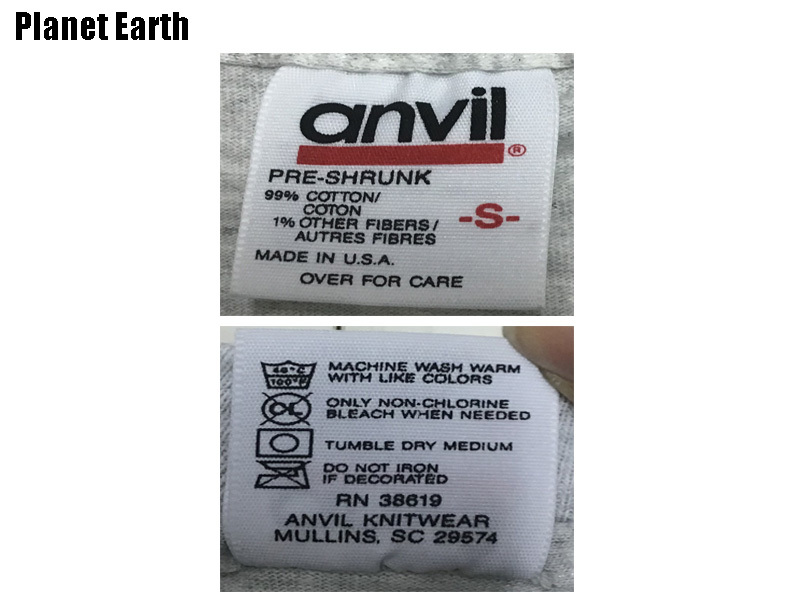 Planet Earth
anvil
®
PRE-SHRUNK
99% COTTON/
COTON
1% OTHER FIBERS/
AUTRES FIBRES
-S-
MADE IN U.S.A.
OVER FOR CARE
40°C
100°F
MACHINE WASH WARM
WITH LIKE COLORS
CL
ONLY NON-CHLORINE
BLEACH WHEN NEEDED
TUMBLE DRY MEDIUM
DO NOT IRON
IF DECORATED
RN 38619
ANVIL KNITWEAR
MULLINS, SC 29574